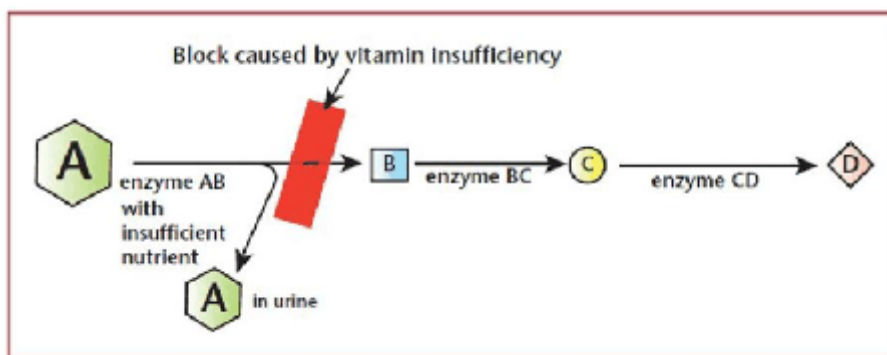 Block caused by vitamin insufficiency
A
B
C
D
enzyme AB
with
insufficient
nutrient
enzyme BC
enzyme CD
A
in urine